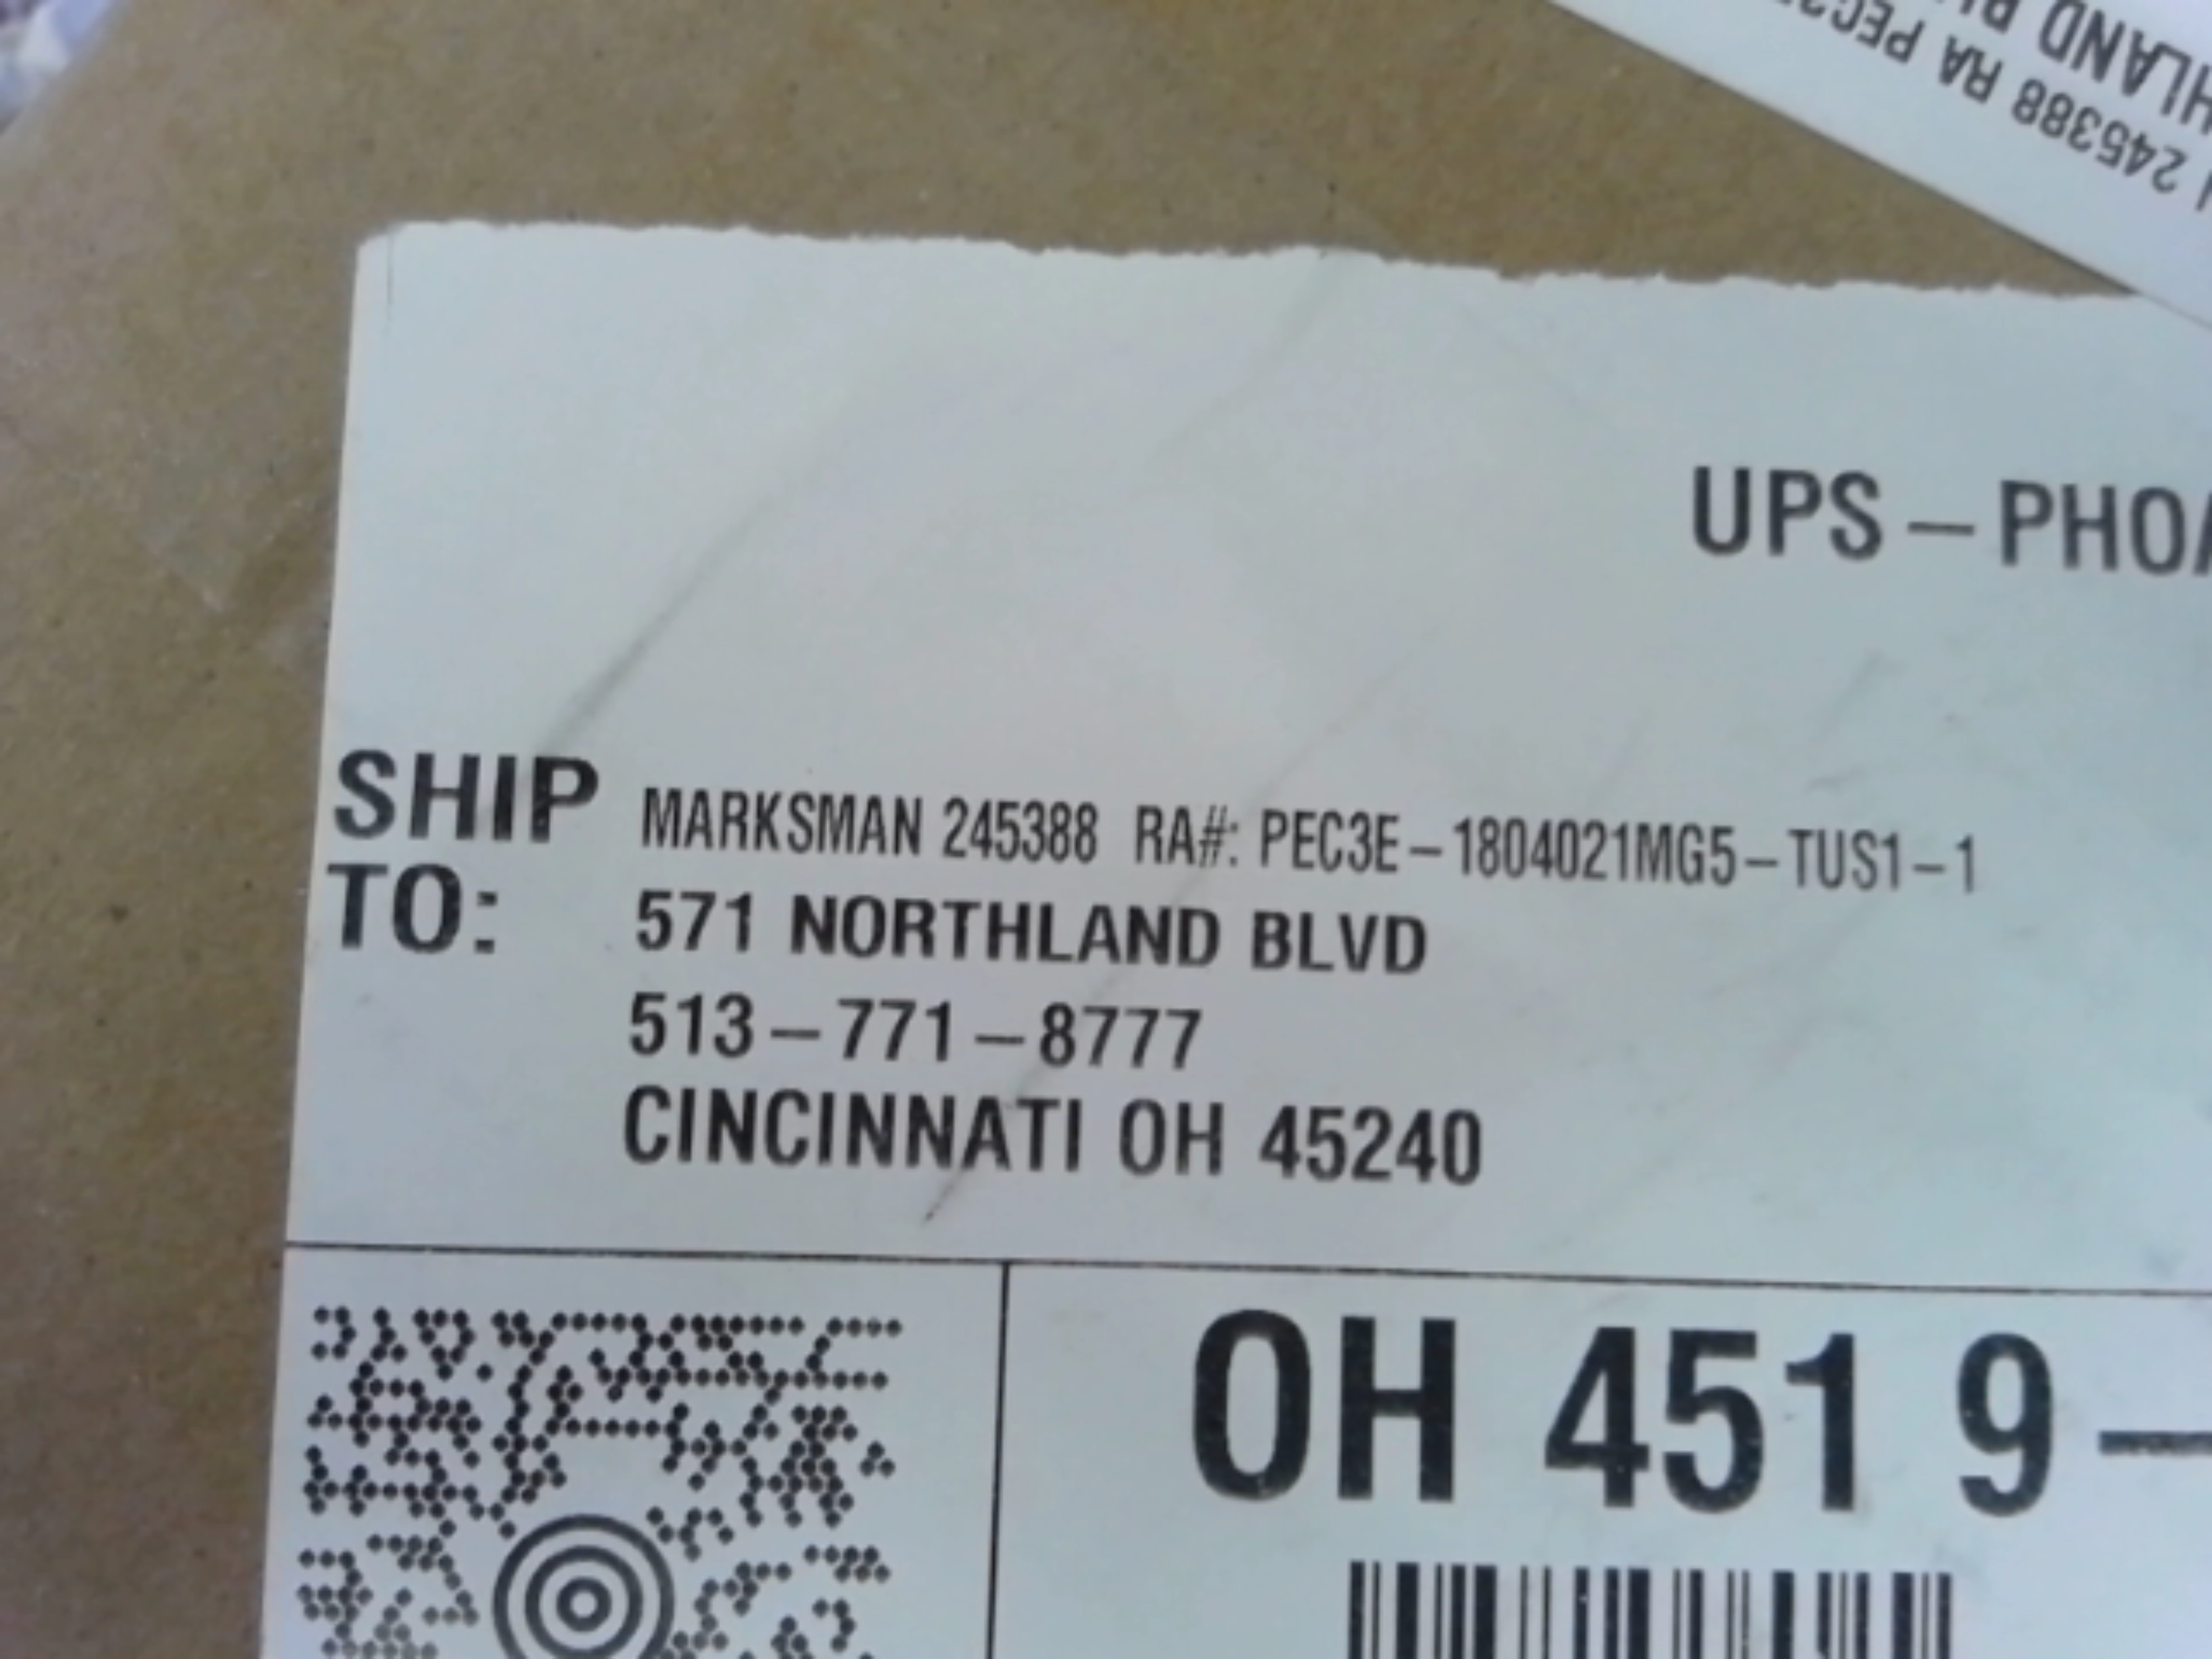 245388 RA
UPS - PHO
SHIP TO:
MARKSMAN 245388 RA#: PEC3E-1804021MG5-TUS1-1
571 NORTHLAND BLVD
513-771-8777
CINCINNATI OH 45240
OH 451 9-